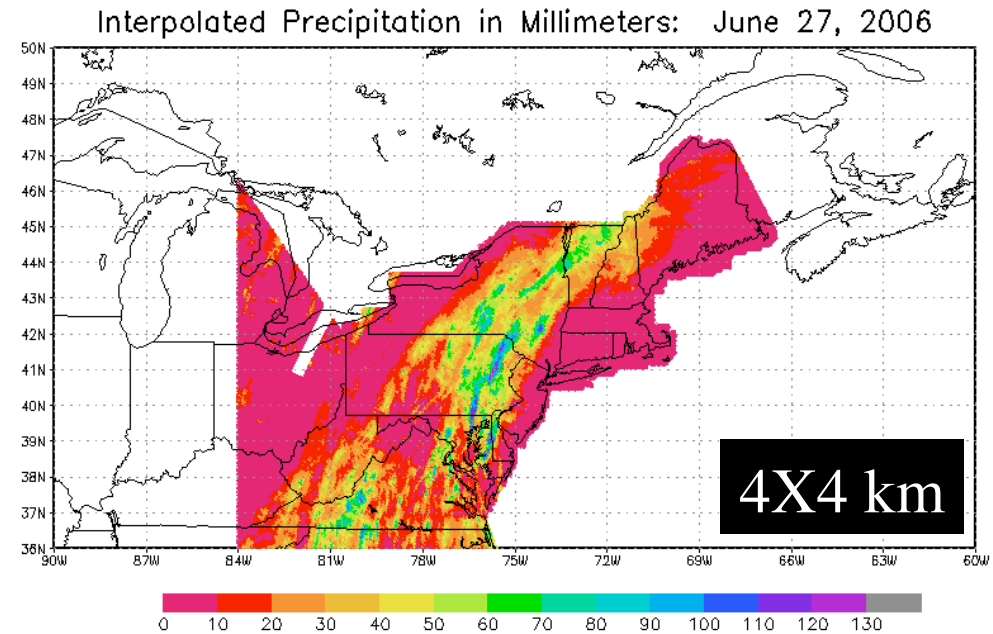 Interpolated Precipitation in Millimeters:  June 27, 2006
50N
49N
48N
47N
46N
45N
44N
43N
42N
41N
40N
39N
38N
37N
36N
4X4 km
90W 87W 84W 81W 78W 75W 72W 69W 66W 63W 60W
0 10 20 30 40 50 60 70 80 90 100 110 120 130